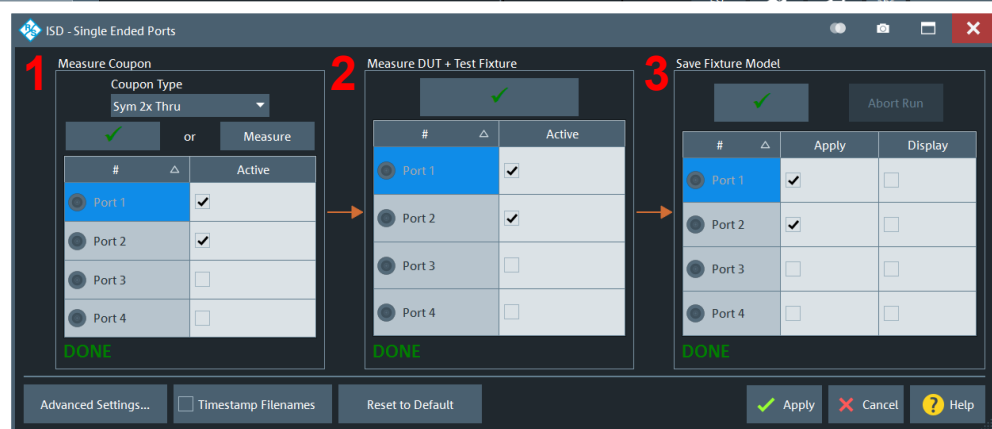 ISD - Single Ended Ports
1
Measure Coupon
Coupon Type
Sym 2x Thru
or
Measure
#
Active
Port 1
Port 2
Port 3
Port 4
DONE
2
Measure DUT + Test Fixture
#
Active
Port 1
Port 2
Port 3
Port 4
DONE
3
Save Fixture Model
Abort Run
#
Apply
Display
Port 1
Port 2
Port 3
Port 4
DONE
Advanced Settings...
Timestamp Filenames
Reset to Default
Apply
Cancel
? Help